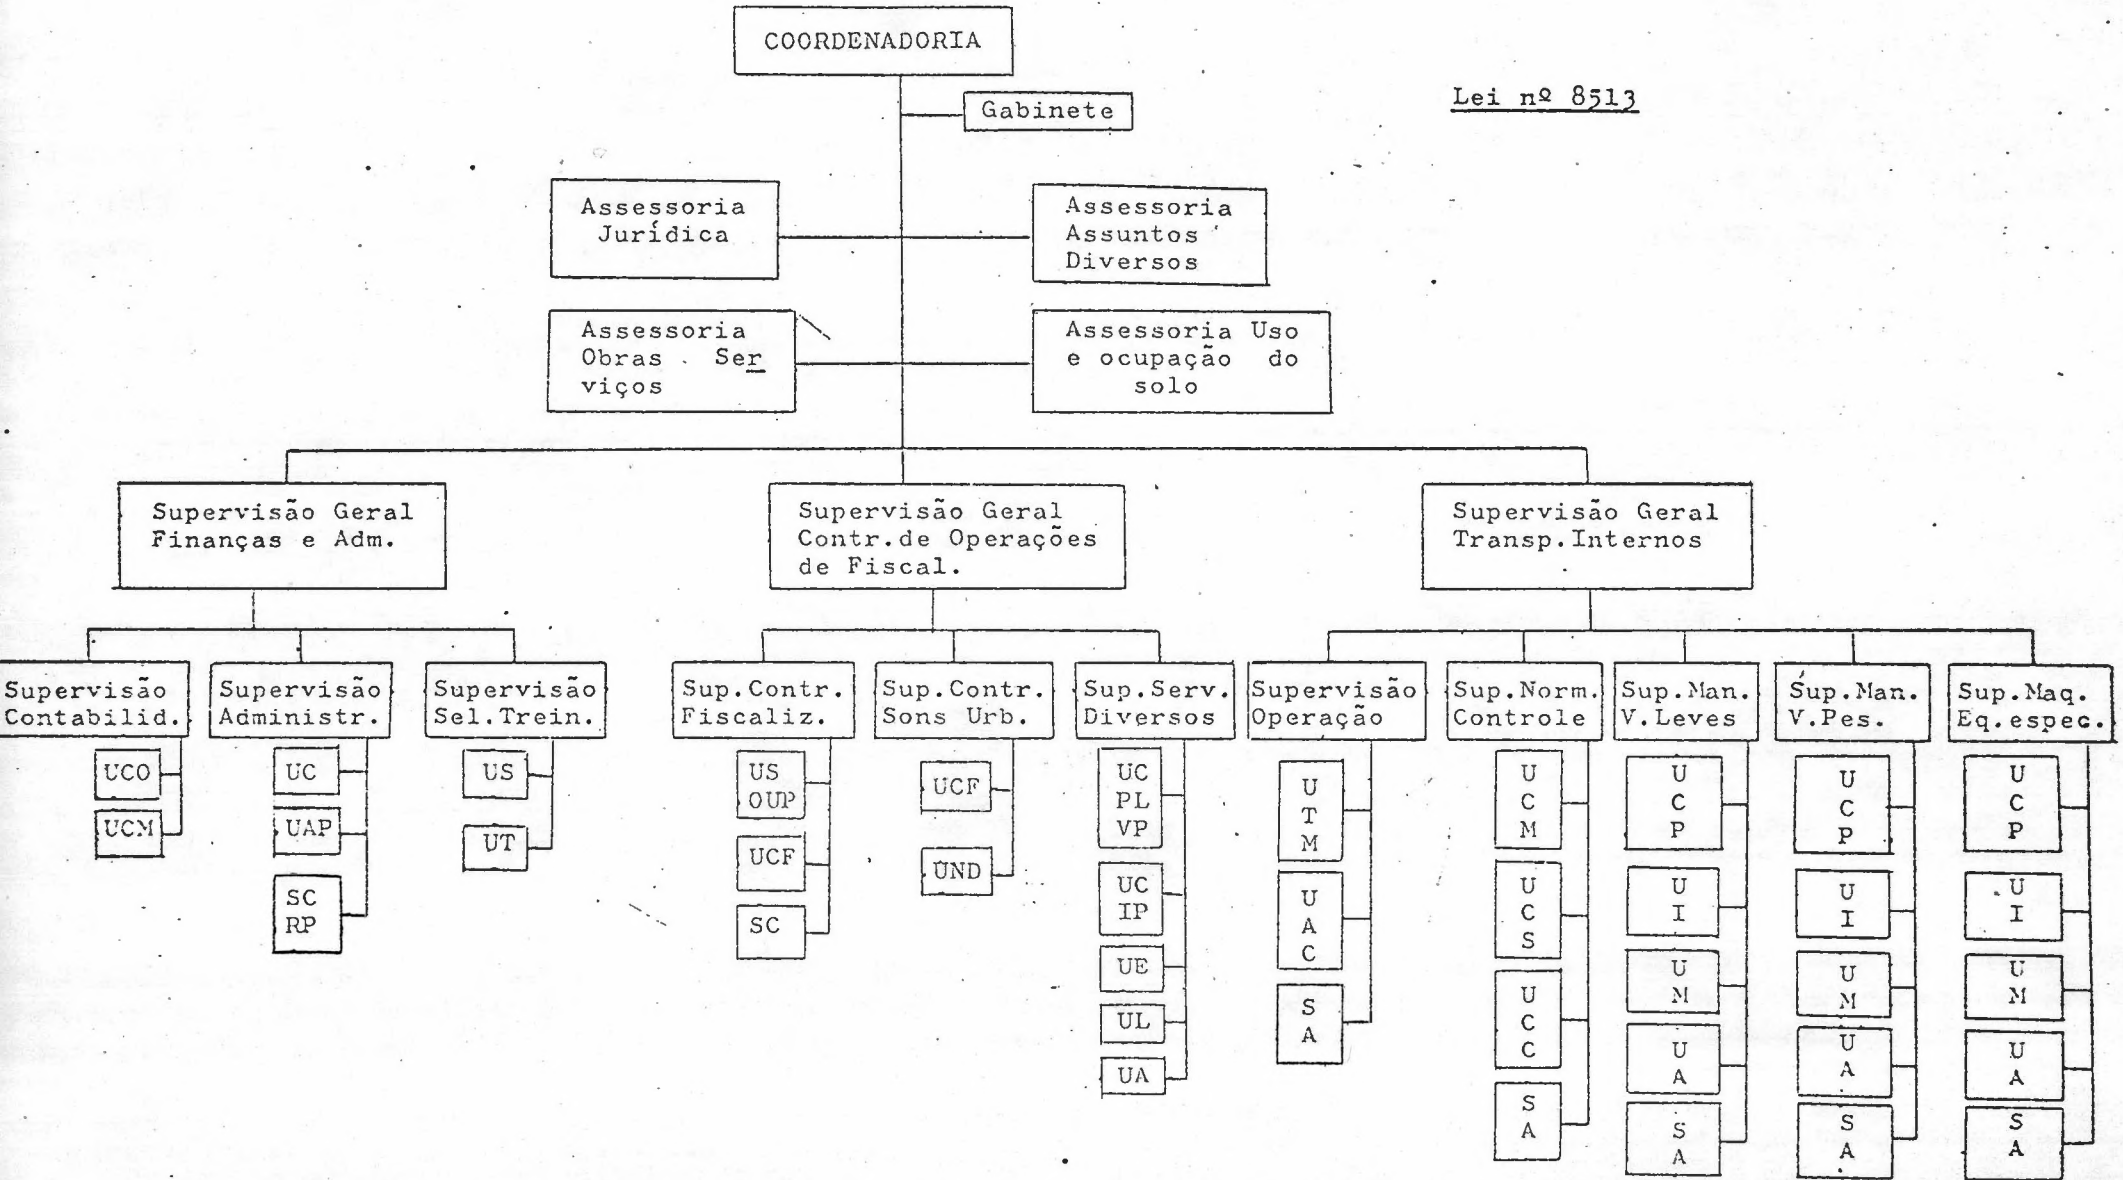 COORDENADORIA
Gabinete
Lei nº 8513
Assessoria
Jurídica
Assessoria
Assuntos
Diversos
Assessoria
Obras Ser
viços
Assessoria Uso
e ocupação do
solo
Supervisão Geral
Finanças e Adm.
Supervisão Geral
Contr.de Operações
de Fiscal.
Supervisão Geral
Transp.Internos
Supervisão
Contabilid.
UCO
UCM
Supervisão
Administr.
UC
UAP
SC
RP
Supervisão
Sel.Trein.
US
UT
Sup.Contr.
Fiscaliz.
US
OUP
UCF
SC
Sup.Contr.
Sons Urb.
UCF
UND
Sup.Serv.
Diversos
UC
PL
VP
UC
IP
UE
UL
UA
Supervisão
Operação
U
T
M
U
A
C
S
A
Sup.Norm.
Controle
U
C
M
U
C
S
U
C
C
S
A
Sup.Man.
V.Leves
U
C
P
U
I
U
M
U
A
S
A
Sup.Man.
V.Pes.
U
C
P
U
I
U
M
U
A
S
A
Sup.Maq.
Eq.espec.
U
C
P
U
I
U
M
U
A
S
A